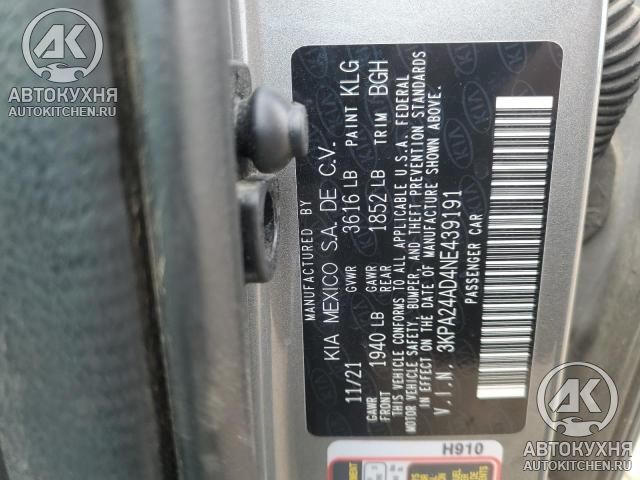 MANUFACTURED BY
KIA MEXICO S.A. DE C.V.
11/21 GVWR 3616 LB PAINT KLG
GAWR FRONT 1940 LB GAWR REAR 1852 LB TRIM BGH
THIS VEHICLE CONFORMS TO ALL APPLICABLE U.S.A. FEDERAL
MOTOR VEHICLE SAFETY, BUMPER, AND THEFT PREVENTION STANDARDS
IN EFFECT ON THE DATE OF MANUFACTURE SHOWN ABOVE.
V.I.N. 3KPA24AD4NE439191
PASSENGER CAR
H910
АК
АВТОКУХНЯ
AUTOKITCHEN.RU
АК
АВТОКУХНЯ
AUTOKITCHEN.RU